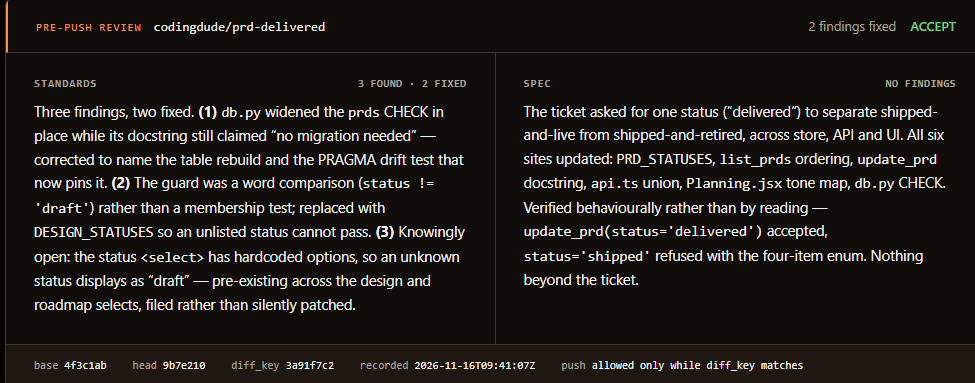 PRE-PUSH REVIEW codingdude/prd-delivered 2 findings fixed ACCEPT
STANDARDS 3 FOUND · 2 FIXED
Three findings, two fixed. (1) db.py widened the prds CHECK in
place while its docstring still claimed “no migration needed” —
corrected to name the table rebuild and the PRAGMA drift test that
now pins it. (2) The guard was a word comparison (status !=
'draft') rather than a membership test; replaced with
DESIGN_STATUSES so an unlisted status cannot pass. (3) Knowingly
open: the status <select> has hardcoded options, so an unknown
status displays as “draft” — pre-existing across the design and
roadmap selects, filed rather than silently patched.
SPEC NO FINDINGS
The ticket asked for one status (“delivered”) to separate shipped-
and-live from shipped-and-retired, across store, API and UI. All six
sites updated: PRD_STATUSES, list_prds ordering, update_prd
docstring, api.ts union, Planning.jsx tone map, db.py CHECK.
Verified behaviourally rather than by reading —
update_prd(status='delivered') accepted,
status='shipped' refused with the four-item enum. Nothing
beyond the ticket.
base 4f3c1ab head 9b7e210 diff_key 3a91f7c2 recorded 2026-11-16T09:41:07Z push allowed only while diff_key matches